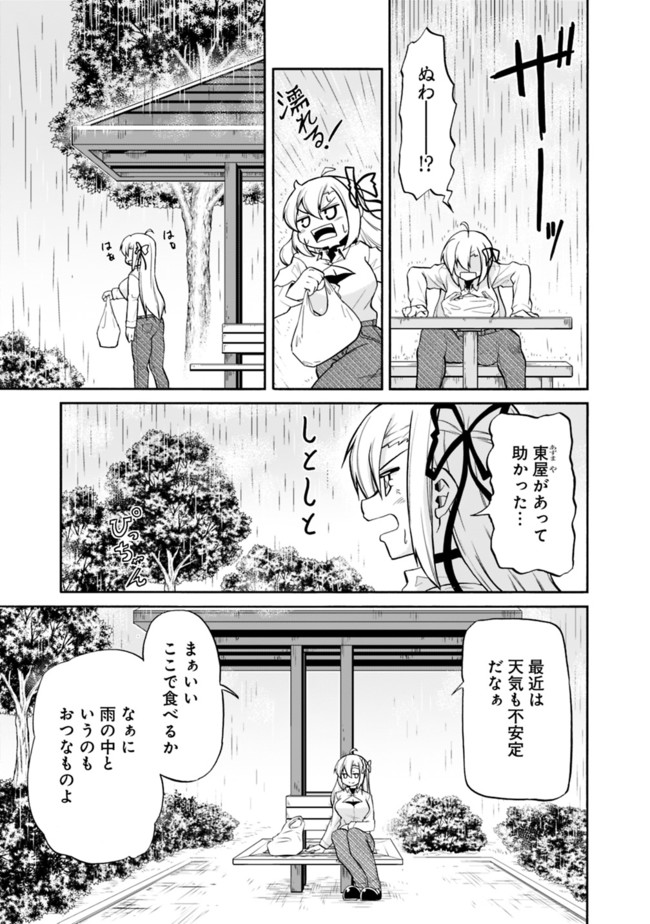 ザーッ
ぬわ
——!?
濡れる!
はぁ
はぁ
東屋があって
助かった…
あずまや
しとしと
ぴっちゃん
最近は
天気も不安定
だなぁ
まぁいい
ここで食べるか
なぁに
雨の中と
いうのも
おつなものよ